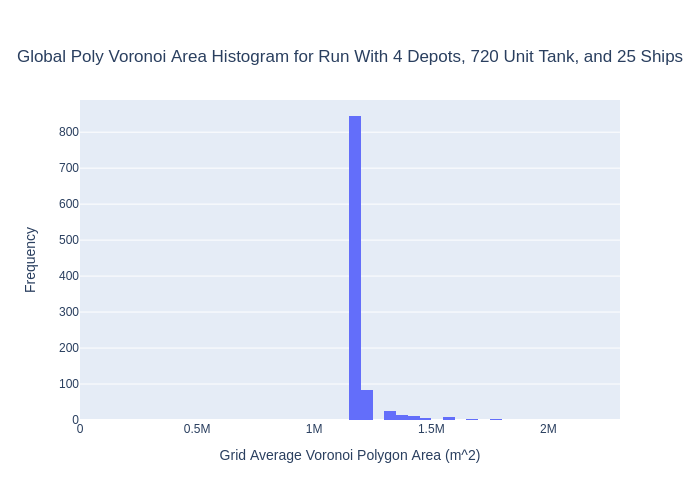 Global Poly Voronoi Area Histogram for Run With 4 Depots, 720 Unit Tank, and 25 Ships
800
700
600
500
400
300
200
100
0
Frequency
0 0.5M 1M 1.5M 2M
Grid Average Voronoi Polygon Area (m^2)